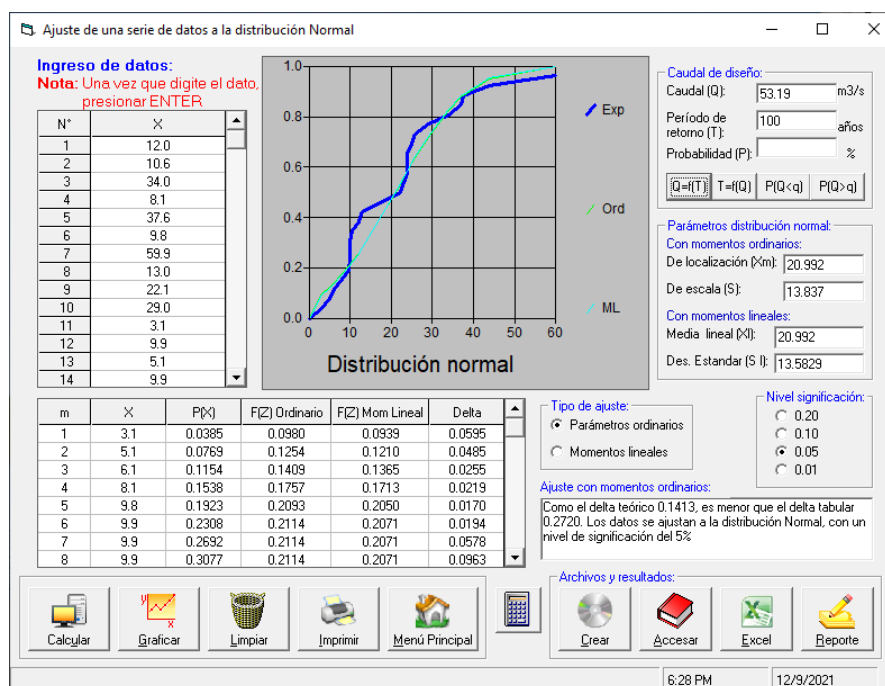 Ajuste de una serie de datos a la distribución Normal
Ingreso de datos:
Nota: Una vez que digite el dato,
presionar ENTER
N° X
1 12.0
2 10.6
3 34.0
4 8.1
5 37.6
6 9.8
7 59.9
8 13.0
9 22.1
10 29.0
11 3.1
12 9.9
13 5.1
14 9.9
1.0
0.8
0.6
0.4
0.2
0.0
0 10 20 30 40 50 60
Distribución normal
Exp
Ord
ML
Caudal de diseño:
Caudal (Q): 53.19 m3/s
Período de
retorno (T): 100 años
Probabilidad (P): %
Q=f(T) T=f(Q) P(Q<q) P(Q>q)
Parámetros distribución normal:
Con momentos ordinarios:
De localización (Xm): 20.992
De escala (S): 13.837
Con momentos lineales:
Media lineal (Xl): 20.992
Des. Estandar (S l): 13.5829
m X P(X) F(Z) Ordinario F(Z) Mom Lineal Delta
1 3.1 0.0385 0.0980 0.0939 0.0595
2 5.1 0.0769 0.1254 0.1210 0.0485
3 6.1 0.1154 0.1409 0.1365 0.0255
4 8.1 0.1538 0.1757 0.1713 0.0219
5 9.8 0.1923 0.2093 0.2050 0.0170
6 9.9 0.2308 0.2114 0.2071 0.0194
7 9.9 0.2692 0.2114 0.2071 0.0578
8 9.9 0.3077 0.2114 0.2071 0.0963
Tipo de ajuste:
Parámetros ordinarios
Momentos lineales
Nivel significación:
0.20
0.10
0.05
0.01
Ajuste con momentos ordinarios:
Como el delta teórico 0.1413, es menor que el delta tabular
0.2720. Los datos se ajustan a la distribución Normal, con un
nivel de significación del 5%
Calcular
y
x
Graficar
Limpiar
Imprimir
Menú Principal
Archivos y resultados:
Crear
Accesar
Excel
Reporte
6:28 PM 12/9/2021